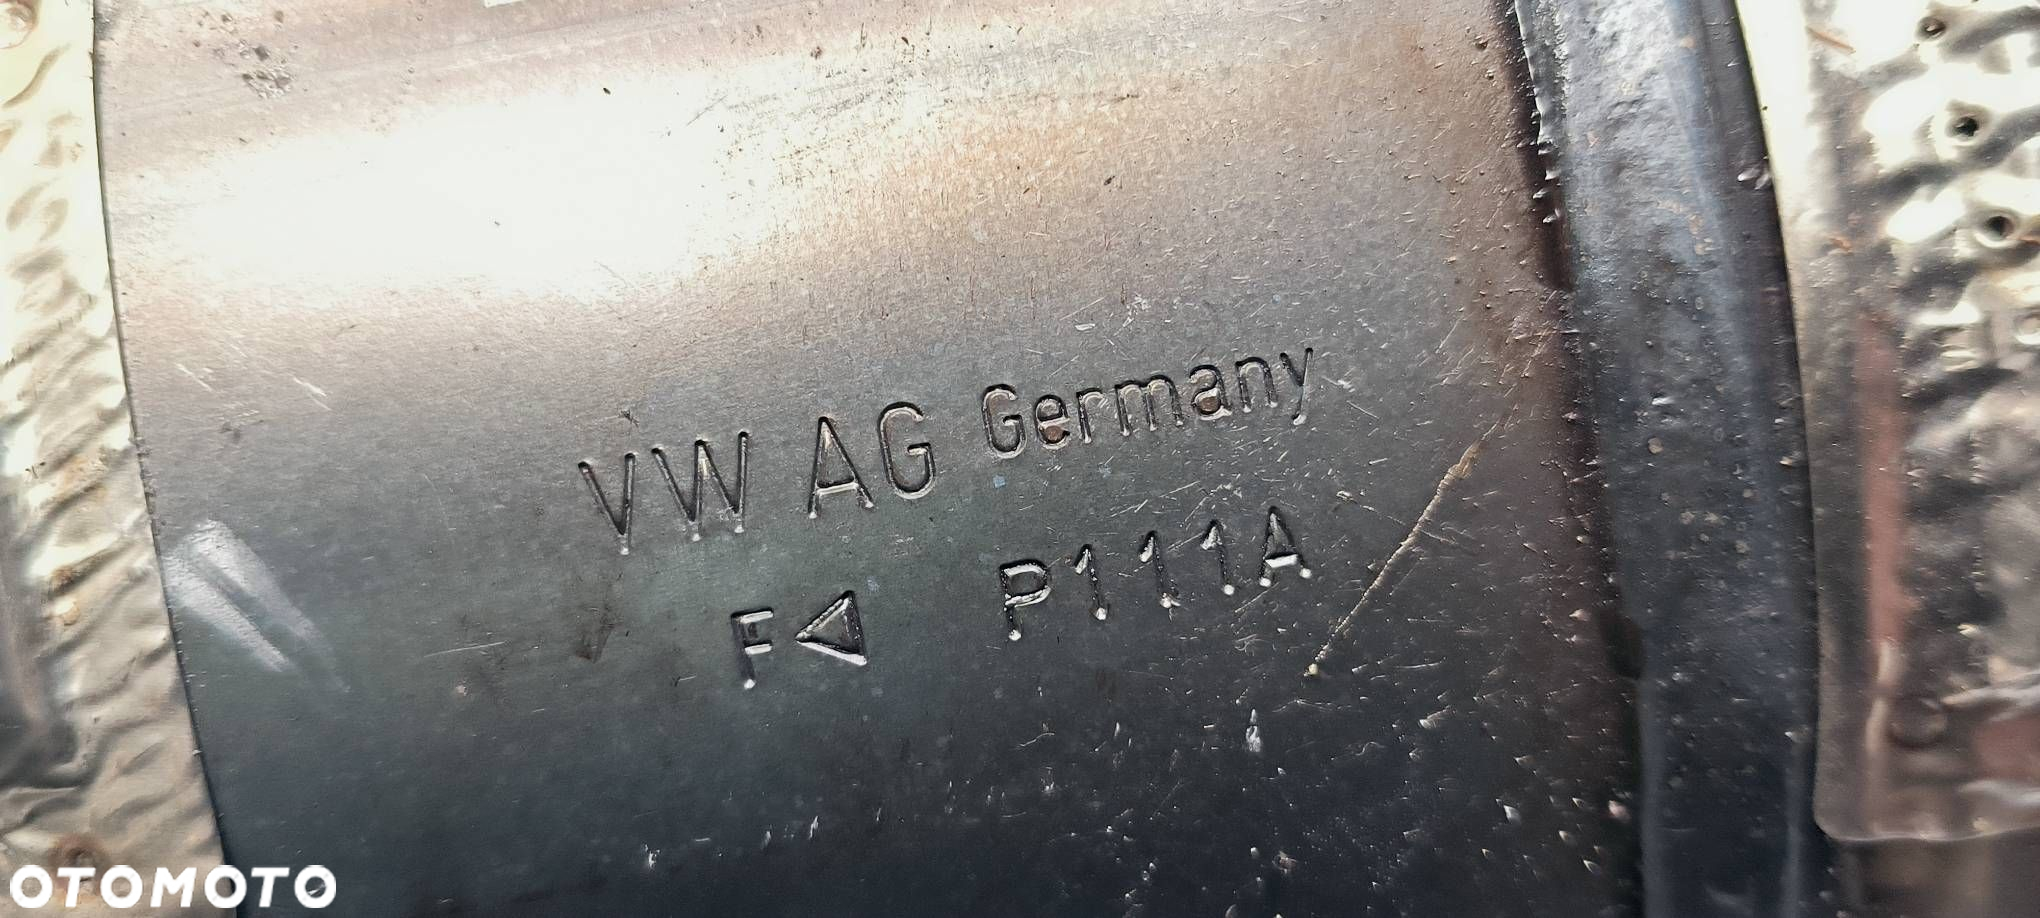 VW AG Germany
F◁ P111A
OTOMOTO